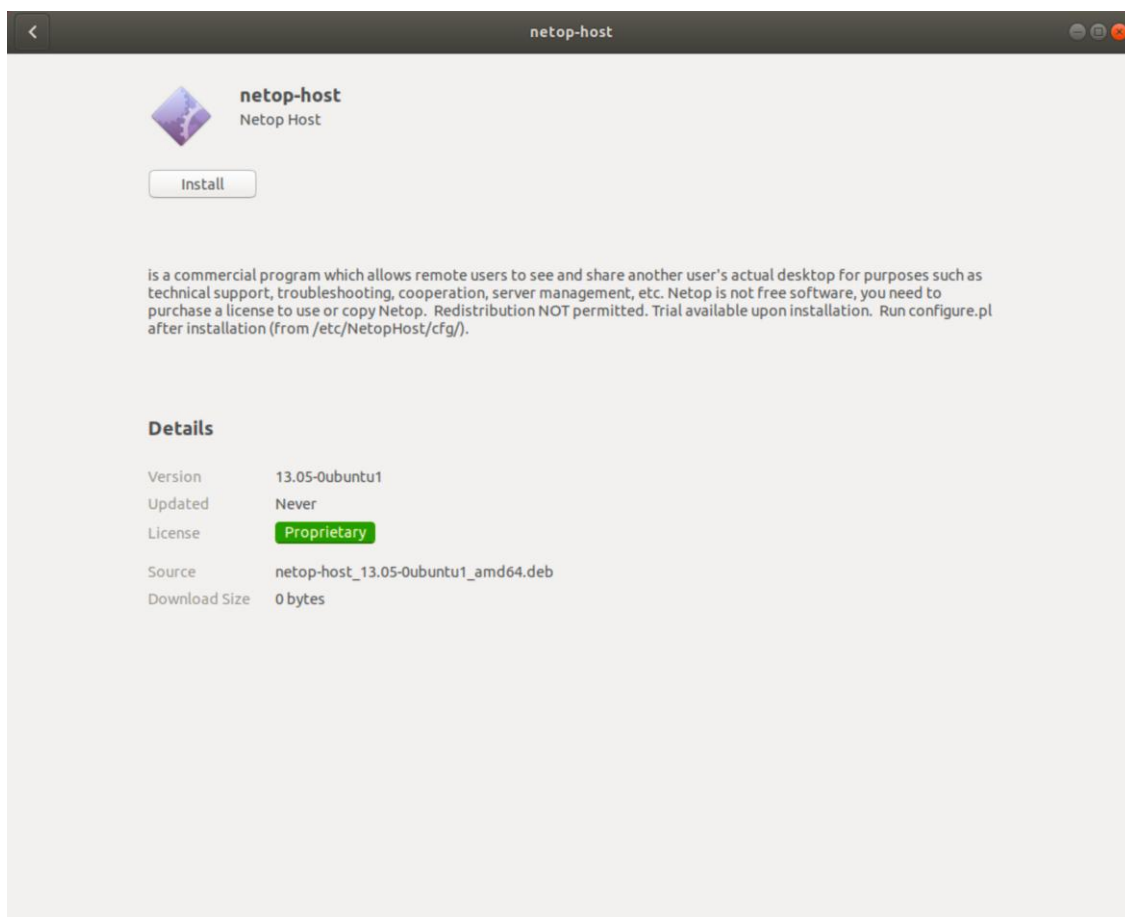 netop-host
netop-host
Netop Host
Install
is a commercial program which allows remote users to see and share another user's actual desktop for purposes such as
technical support, troubleshooting, cooperation, server management, etc. Netop is not free software, you need to
purchase a license to use or copy Netop.  Redistribution NOT permitted. Trial available upon installation.  Run configure.pl
after installation (from /etc/NetopHost/cfg/).
Details
Version 13.05-0ubuntu1
Updated Never
License Proprietary
Source netop-host_13.05-0ubuntu1_amd64.deb
Download Size 0 bytes